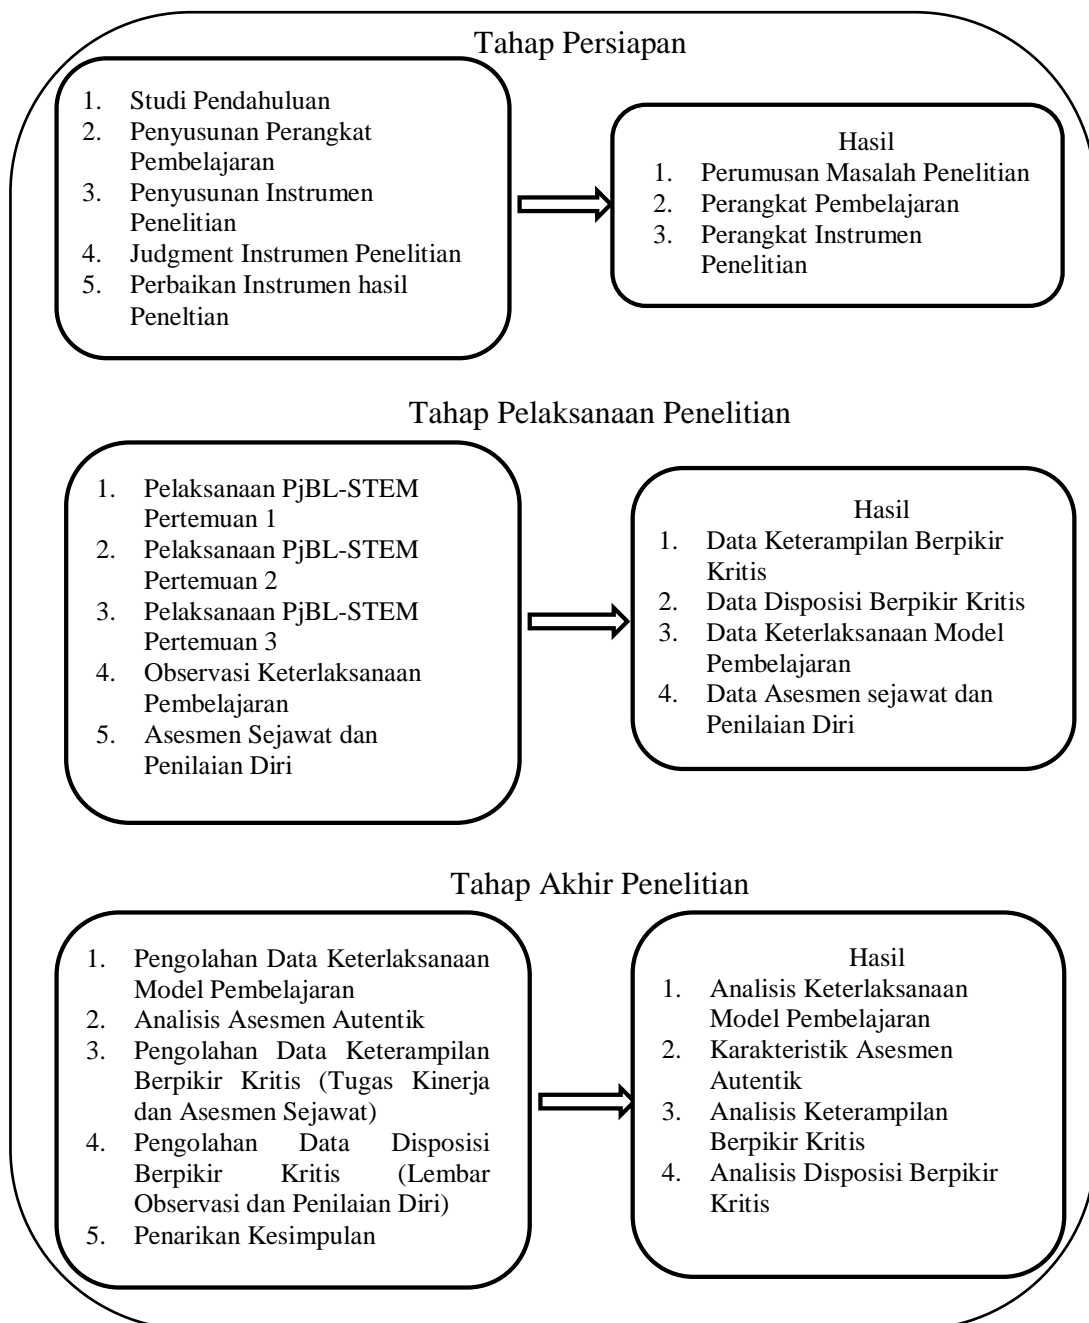 Tahap Persiapan
1. Studi Pendahuluan
2. Penyusunan Perangkat
Pembelajaran
3. Penyusunan Instrumen
Penelitian
4. Judgment Instrumen Penelitian
5. Perbaikan Instrumen hasil
Peneltian
Hasil
1. Perumusan Masalah Penelitian
2. Perangkat Pembelajaran
3. Perangkat Instrumen
Penelitian
Tahap Pelaksanaan Penelitian
1. Pelaksanaan PjBL-STEM
Pertemuan 1
2. Pelaksanaan PjBL-STEM
Pertemuan 2
3. Pelaksanaan PjBL-STEM
Pertemuan 3
4. Observasi Keterlaksanaan
Pembelajaran
5. Asesmen Sejawat dan
Penilaian Diri
Hasil
1. Data Keterampilan Berpikir
Kritis
2. Data Disposisi Berpikir Kritis
3. Data Keterlaksanaan Model
Pembelajaran
4. Data Asesmen sejawat dan
Penilaian Diri
Tahap Akhir Penelitian
1. Pengolahan Data Keterlaksanaan
Model Pembelajaran
2. Analisis Asesmen Autentik
3. Pengolahan Data Keterampilan
Berpikir Kritis (Tugas Kinerja
dan Asesmen Sejawat)
4. Pengolahan Data Disposisi
Berpikir Kritis (Lembar
Observasi dan Penilaian Diri)
5. Penarikan Kesimpulan
Hasil
1. Analisis Keterlaksanaan
Model Pembelajaran
2. Karakteristik Asesmen
Autentik
3. Analisis Keterampilan
Berpikir Kritis
4. Analisis Disposisi Berpikir
Kritis